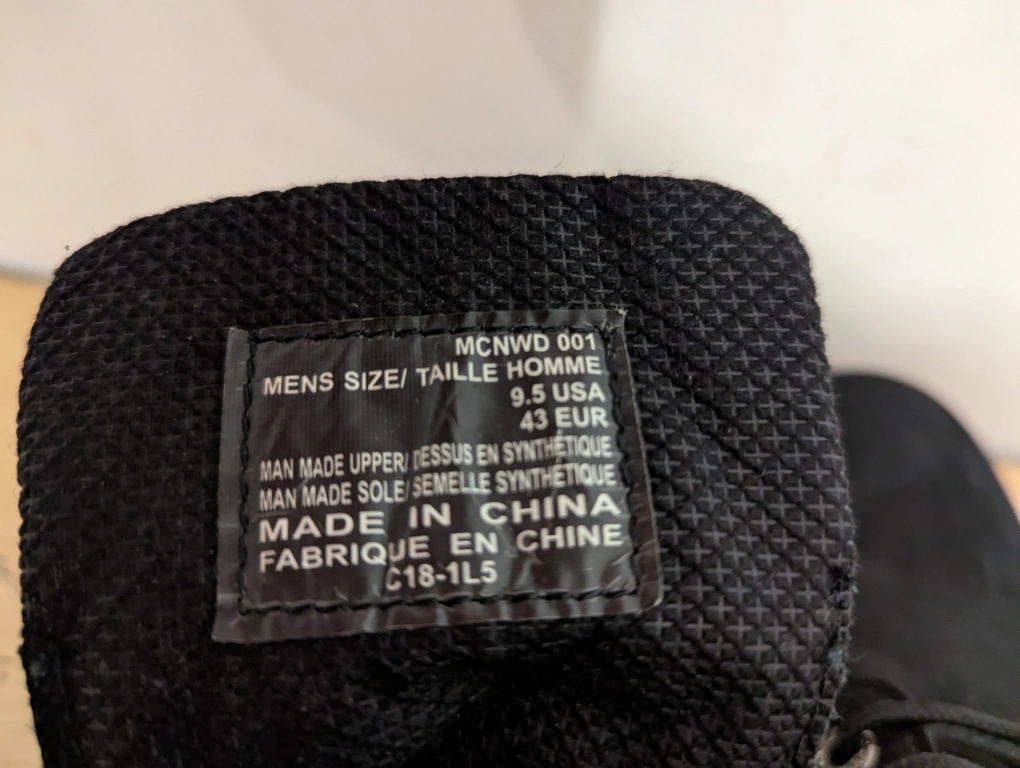 MCNWD 001
MENS SIZE/ TAILLE HOMME
9.5 USA
43 EUR
MAN MADE UPPER/ DESSUS EN SYNTHÉTIQUE
MAN MADE SOLE/ SEMELLE SYNTHÉTIQUE
MADE IN CHINA
FABRIQUE EN CHINE
C18-1L5